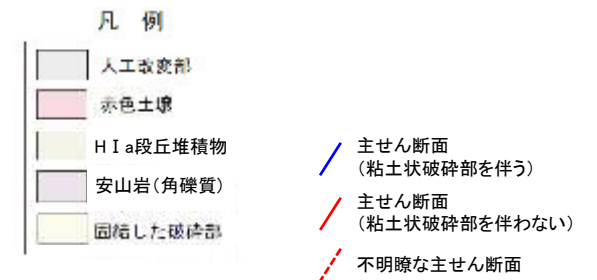 凡 例
人工改変部
赤色土壌
HⅠa段丘堆積物
安山岩(角礫質)
固結した破砕部
主せん断面
(粘土状破砕部を伴う)
主せん断面
(粘土状破砕部を伴わない)
不明瞭な主せん断面